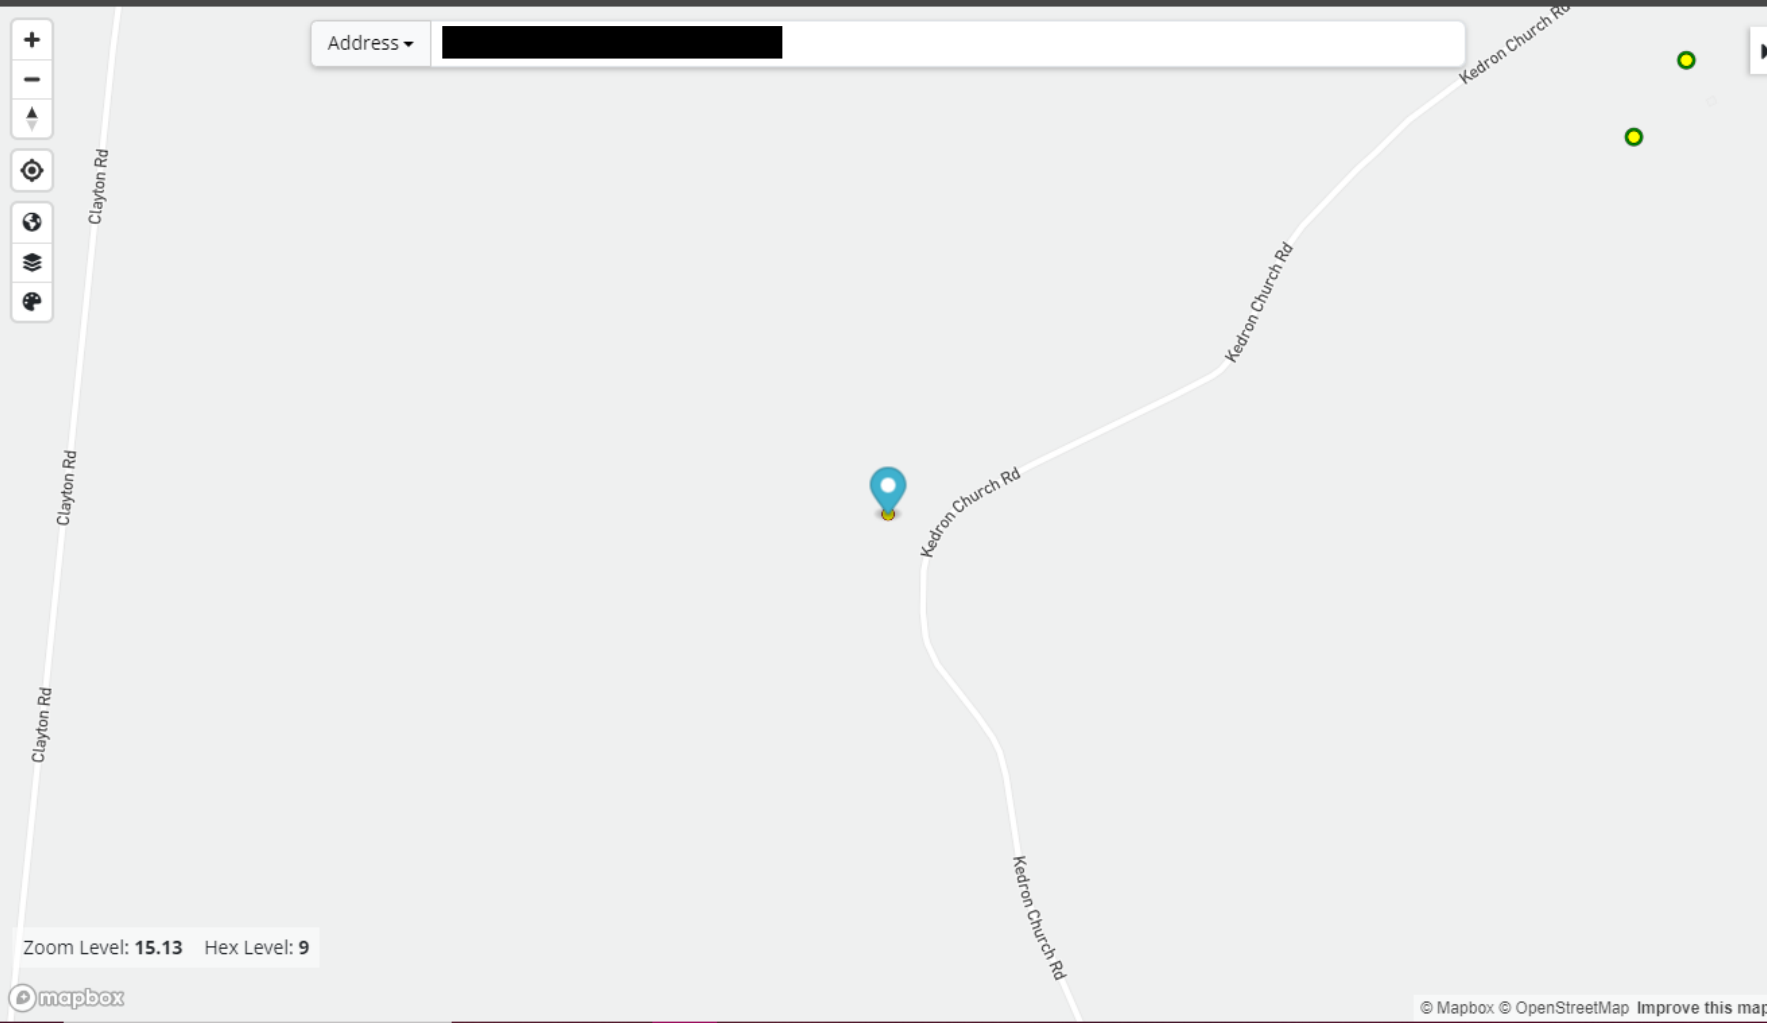 Address
Kedron Church Rd
Clayton Rd
Kedron Church Rd
Clayton Rd
Kedron Church Rd
Clayton Rd
Kedron Church Rd
Zoom Level: 15.13 Hex Level: 9
mapbox
© Mapbox © OpenStreetMap Improve this map